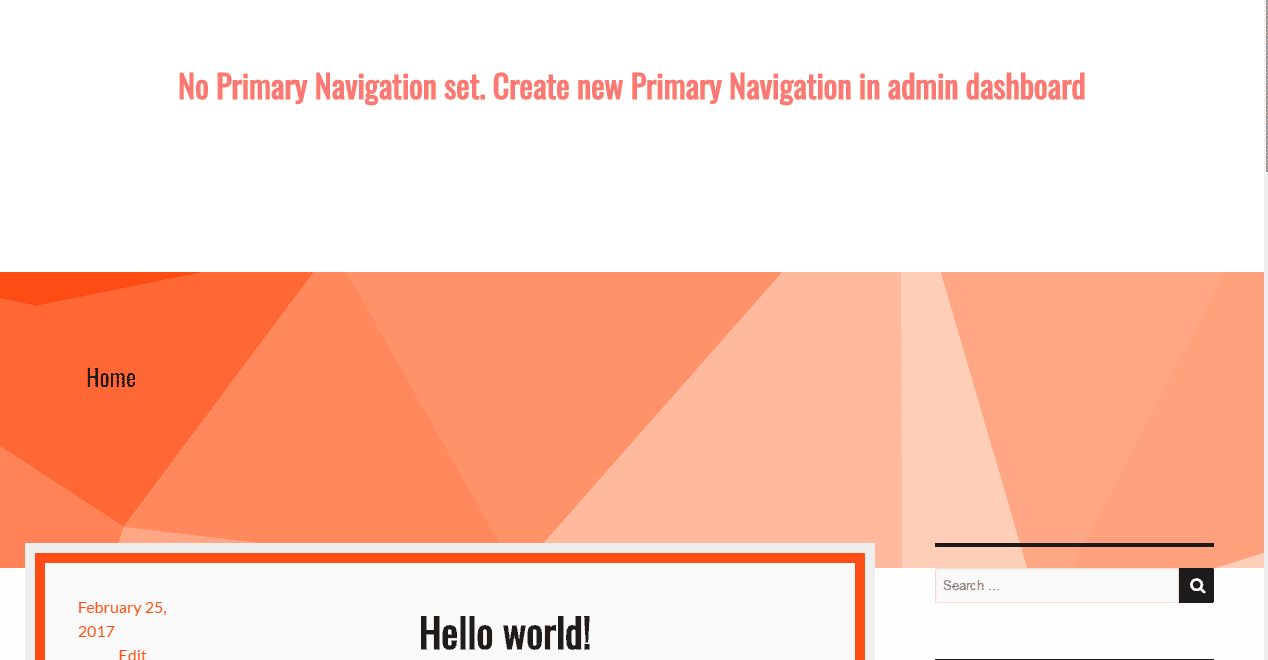 No Primary Navigation set. Create new Primary Navigation in admin dashboard
Home
February 25,
2017
Edit
Hello world!
Search …